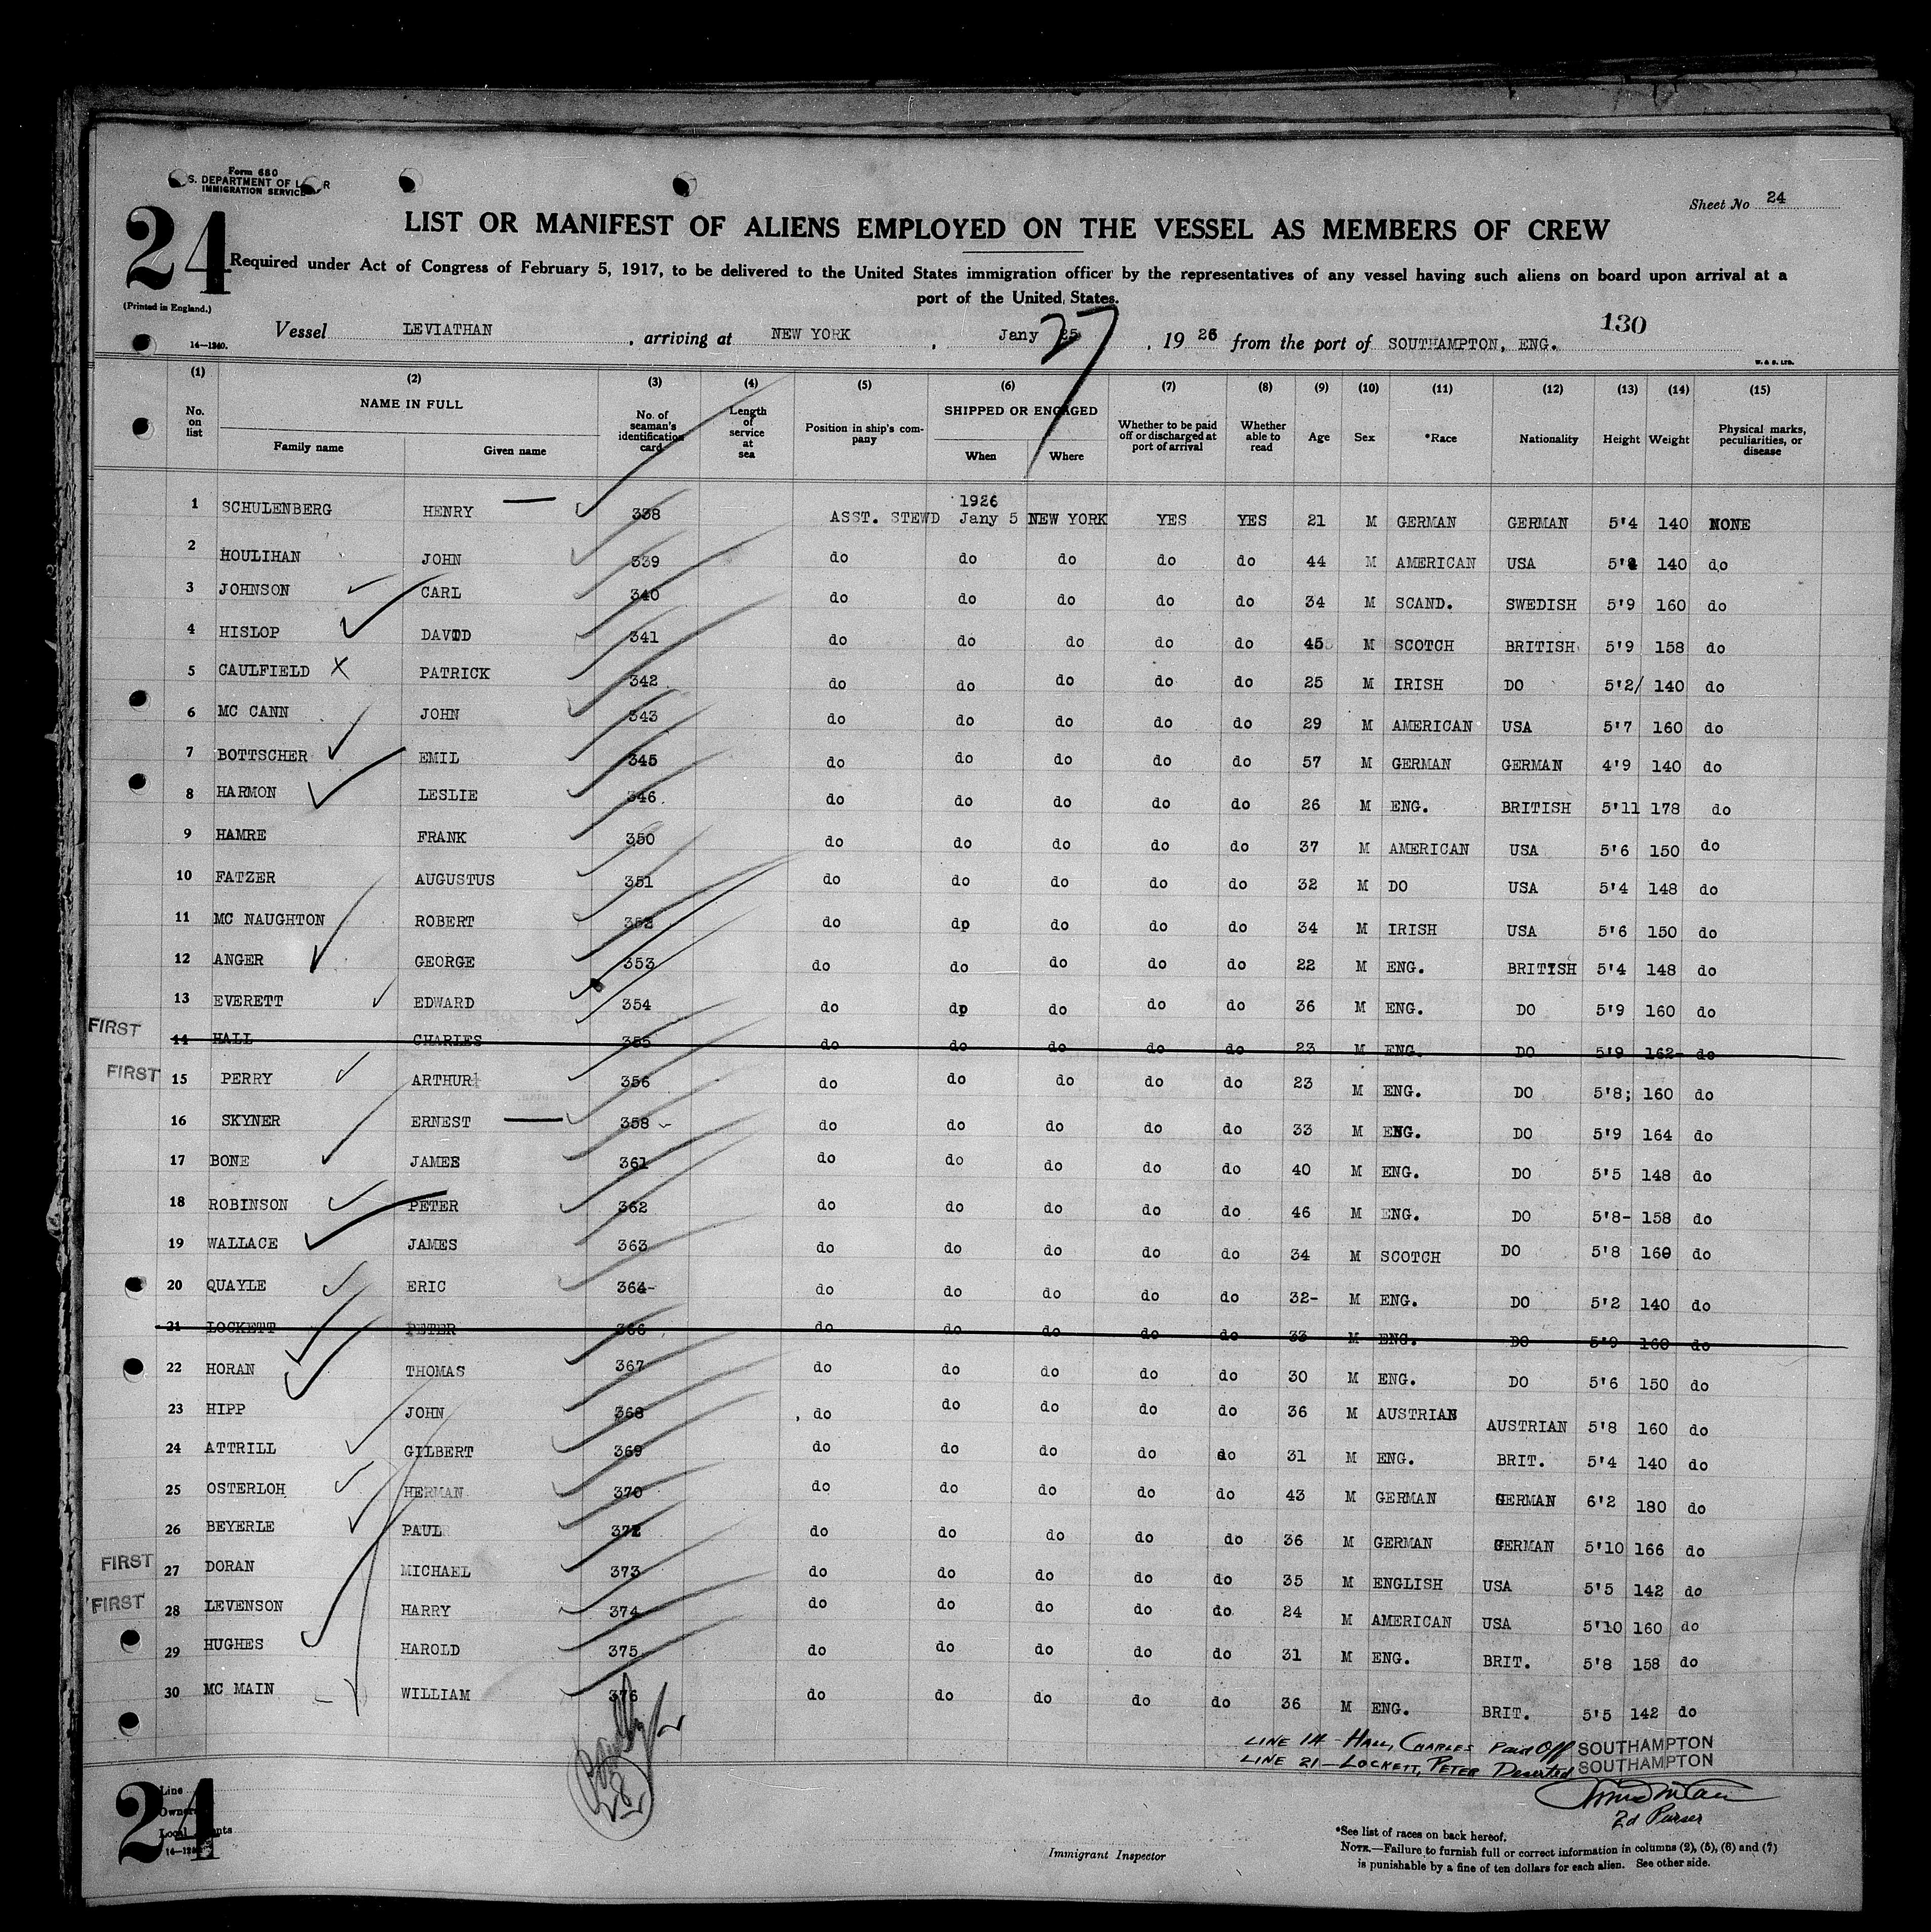 Form 680
S. DEPARTMENT OF L R
IMMIGRATION SERVICE
24
(Printed in England.)
14—1240.
Sheet No 24
LIST OR MANIFEST OF ALIENS EMPLOYED ON THE VESSEL AS MEMBERS OF CREW
Required under Act of Congress of February 5, 1917, to be delivered to the United States immigration officer by the representatives of any vessel having such aliens on board upon arrival at a
port of the United States.
130
Vessel LEVIATHAN , arriving at NEW YORK , Jany 25 27 , 19 26 from the port of SOUTHAMPTON, ENG.
W. & S. LTD.
(1) (2) (3) (4) (5) (6) (7) (8) (9) (10) (11) (12) (13) (14) (15)
No. on list NAME IN FULL Family name Given name No. of seaman's identification card Length of service at sea Position in ship's company SHIPPED OR ENGAGED When Where Whether to be paid off or discharged at port of arrival Whether able to read Age Sex *Race Nationality Height Weight Physical marks, peculiarities, or disease
1926
1 SCHULENBERG HENRY 338 ASST. STEWD Jany 5 NEW YORK YES YES 21 M GERMAN GERMAN 5'4 140 NONE
2 HOULIHAN JOHN 339 do do do do do 44 M AMERICAN USA 140 do
3 JOHNSON CARL 340 do do do do do 34 M SCAND. SWEDISH 5'9 160 do
4 HISLOP DAVID 341 do do do do do 45 M SCOTCH BRITISH 5'9 158 do
5 CAULFIELD X PATRICK 342 do do do do do 25 M IRISH DO 5'2/ 140 do
6 MC CANN JOHN 343 do do do do do 29 M AMERICAN USA 5'7 160 do
7 BOTTSCHER EMIL 345 do do do do do 57 M GERMAN GERMAN 4'9 140 do
8 HARMON LESLIE 346 do do do do do 26 M ENG. BRITISH 5'11 178 do
9 HAMRE FRANK 350 do do do do do 37 M AMERICAN USA 5'6 150 do
10 FATZER AUGUSTUS 351 do do do do do 32 M DO USA 5'4 148 do
11 MC NAUGHTON ROBERT 352 do do do do do 34 M IRISH USA 5'6 150 do
12 ANGER GEORGE 353 do do do do do 22 M ENG. BRITISH 5'4 148 do
13 EVERETT EDWARD 354 do do do do do 36 M ENG. DO 5'9 160 do
FIRST 14 HALL CHARLES 355 do do do do do 23 M ENG. DO 5'9 162- do
FIRST 15 PERRY ARTHUR 356 do do do do do 23 M ENG. DO 5'8; 160 do
16 SKYNER ERNEST 358 do do do do do 33 M ENG. DO 5'9 164 do
17 BONE JAMES 361 do do do do do 40 M ENG. DO 5'5 148 do
18 ROBINSON PETER 362 do do do do do 46 M ENG. DO 5'8- 158 do
19 WALLACE JAMES 363 do do do do do 34 M SCOTCH DO 5'8 160 do
20 QUAYLE ERIC 364- do do do do do 32- M ENG. DO 5'2 140 do
21 LOCKETT PETER 366 do do do do do 33 M ENG. DO 5'9 160 do
22 HORAN THOMAS 367 do do do do do 30 M ENG. DO 5'6 150 do
23 HIPP JOHN 368 do do do do do 36 M AUSTRIAN AUSTRIAN 5'8 160 do
24 ATTRILL GILBERT 369 do do do do do 31 M ENG. BRIT. 5'4 140 do
25 OSTERLOH HERMAN 370 do do do do do 43 M GERMAN GERMAN 6'2 180 do
26 BEYERLE PAUL do do do do do 36 M GERMAN GERMAN 5'10 166 do
FIRST 27 DORAN MICHAEL 373 do do do do do 35 M ENGLISH USA 5'5 142 do
FIRST 28 LEVENSON HARRY 374 do do do do do 24 M AMERICAN USA 5'10 160 do
29 HUGHES HAROLD 375 do do do do do 31 M ENG. BRIT. 5'8 158 do
30 MC MAIN WILLIAM 376 do do do do do 36 M ENG. BRIT. 5'5 142 do
LINE 14 - HALL, CHARLES Paid Off SOUTHAMPTON
LINE 21 - LOCKETT, PETER Deserted SOUTHAMPTON
2d Purser
24
Line
Owners
Local
28
Immigrant Inspector
*See list of races on back hereof.
NOTE.—Failure to furnish full or correct information in columns (2), (5), (6) and (7)
is punishable by a fine of ten dollars for each alien. See other side.